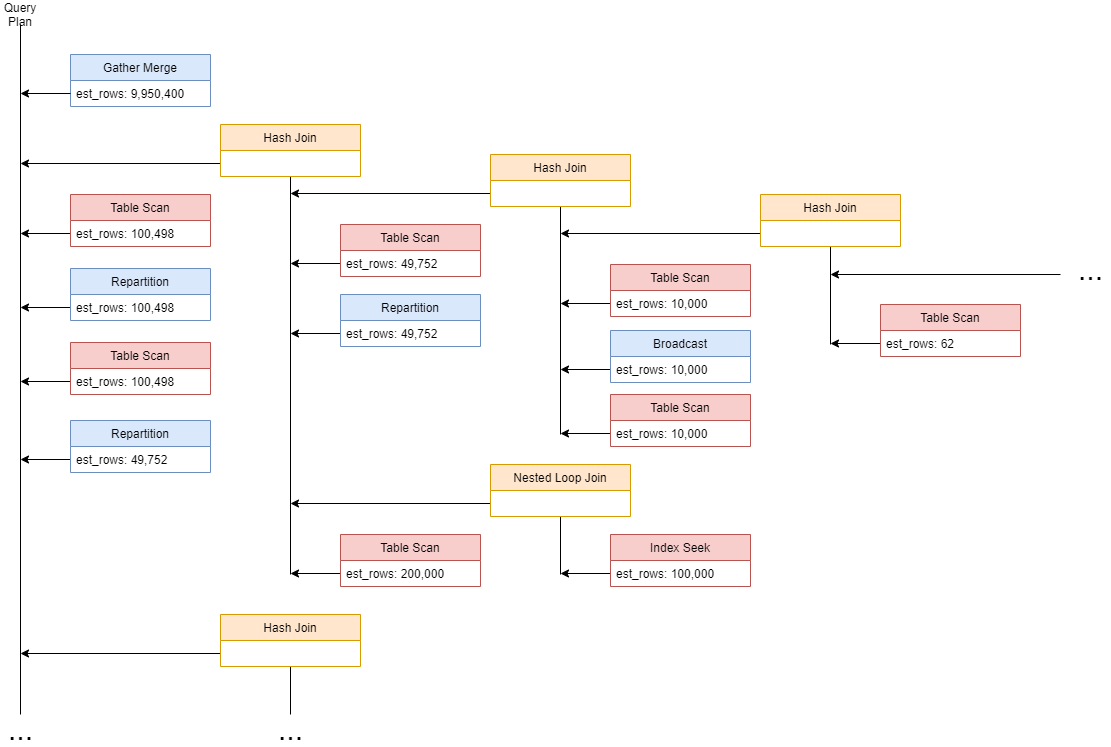 Query
Plan
Gather Merge
est_rows: 9,950,400
Hash Join
Hash Join
Hash Join
Table Scan
est_rows: 100,498
Table Scan
est_rows: 49,752
Table Scan
est_rows: 10,000
...
Repartition
est_rows: 100,498
Repartition
est_rows: 49,752
Table Scan
est_rows: 62
Broadcast
est_rows: 10,000
Table Scan
est_rows: 100,498
Table Scan
est_rows: 10,000
Repartition
est_rows: 49,752
Nested Loop Join
Table Scan
est_rows: 200,000
Index Seek
est_rows: 100,000
Hash Join
...
...